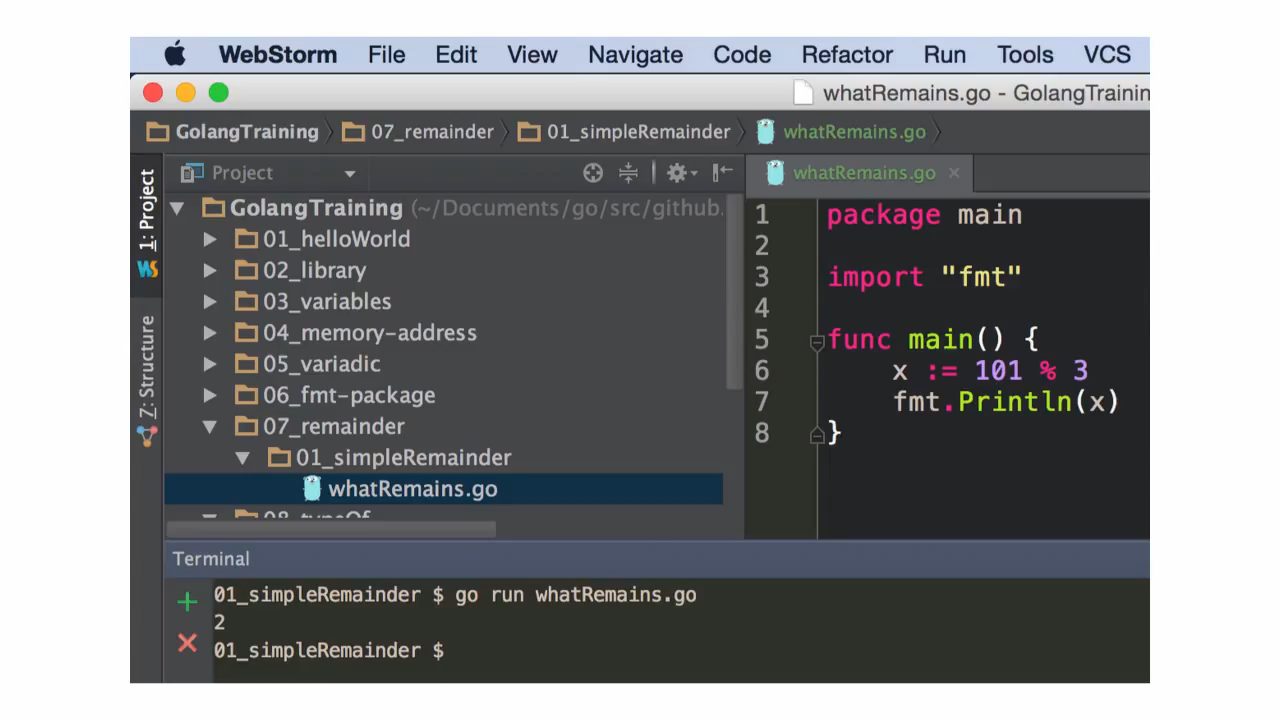 WebStorm File Edit View Navigate Code Refactor Run Tools VCS
whatRemains.go - GolangTrainin
GolangTraining 07_remainder 01_simpleRemainder whatRemains.go
1: Project
Z: Structure
Project
GolangTraining (~/Documents/go/src/github.
01_helloWorld
02_library
03_variables
04_memory-address
05_variadic
06_fmt-package
07_remainder
01_simpleRemainder
whatRemains.go
08_typeOf
whatRemains.go
1 package main
2
3 import "fmt"
4
5 func main() {
6 x := 101 % 3
7 fmt.Println(x)
8 }
Terminal
01_simpleRemainder $ go run whatRemains.go
2
01_simpleRemainder $